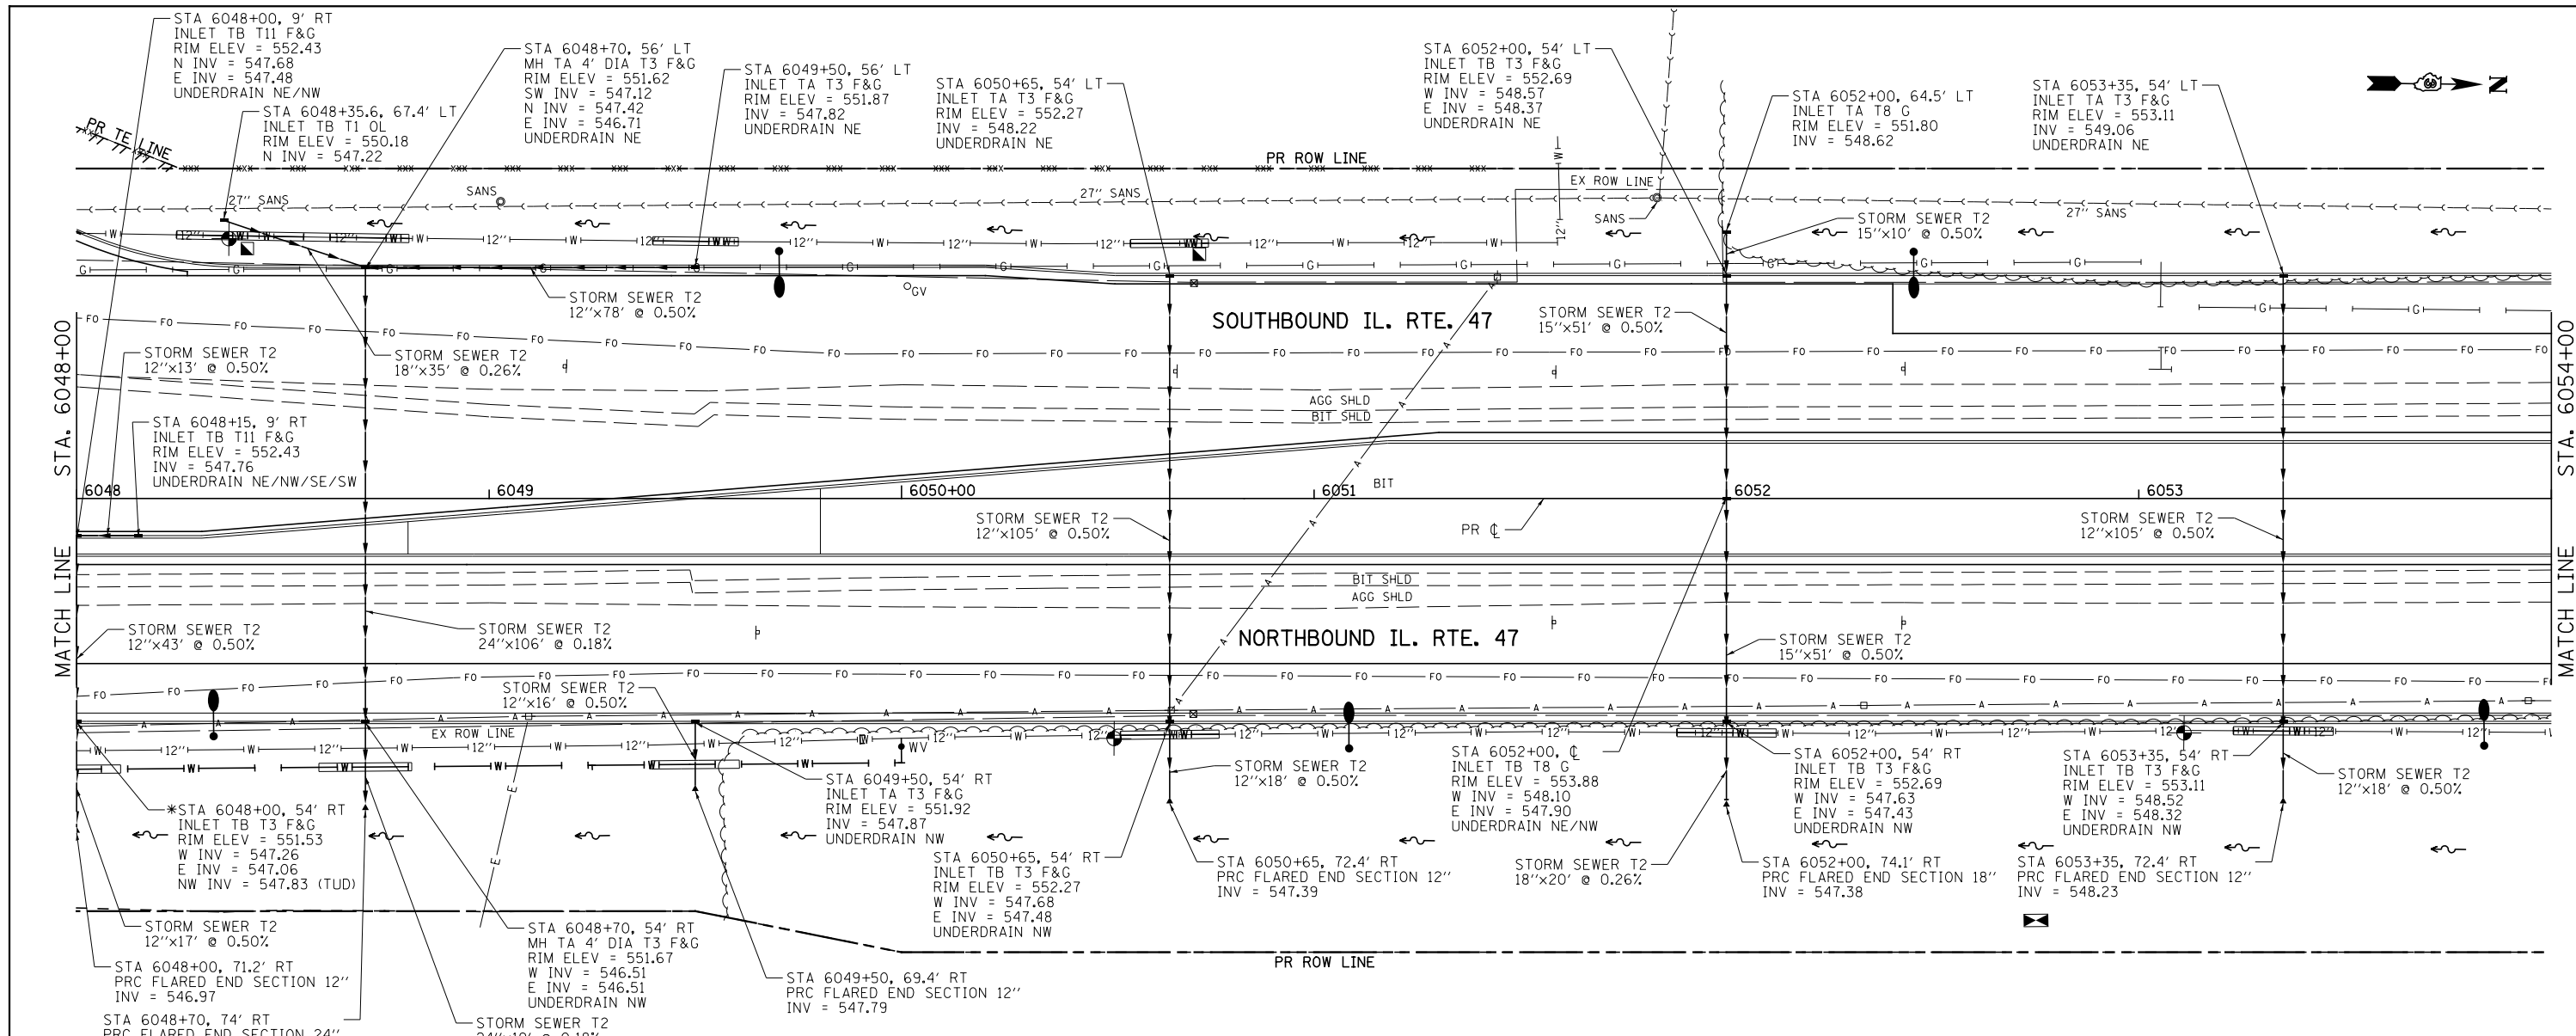 STA 6048+00, 9' RT
INLET TB T11 F&G
RIM ELEV = 552.43
N INV = 547.68
E INV = 547.48
UNDERDRAIN NE/NW
STA 6048+35.6, 67.4' LT
INLET TB T1 OL
RIM ELEV = 550.18
N INV = 547.22
STA 6048+70, 56' LT
MH TA 4' DIA T3 F&G
RIM ELEV = 551.62
SW INV = 547.12
N INV = 547.42
E INV = 546.71
UNDERDRAIN NE
STA 6049+50, 56' LT
INLET TA T3 F&G
RIM ELEV = 551.87
INV = 547.82
UNDERDRAIN NE
STA 6050+65, 54' LT
INLET TA T3 F&G
RIM ELEV = 552.27
INV = 548.22
UNDERDRAIN NE
STA 6052+00, 54' LT
INLET TB T3 F&G
RIM ELEV = 552.69
W INV = 548.57
E INV = 548.37
UNDERDRAIN NE
STA 6052+00, 64.5' LT
INLET TA T8 G
RIM ELEV = 551.80
INV = 548.62
STA 6053+35, 54' LT
INLET TA T3 F&G
RIM ELEV = 553.11
INV = 549.06
UNDERDRAIN NE
N
PR TE LINE
PR ROW LINE
EX ROW LINE
27'' SANS
SANS
27'' SANS
SANS
27'' SANS
STORM SEWER T2
15''x10' @ 0.50%
STORM SEWER T2
12''x78' @ 0.50%
GV
SOUTHBOUND IL. RTE. 47
STORM SEWER T2
15''x51' @ 0.50%
STORM SEWER T2
12''x13' @ 0.50%
STORM SEWER T2
18''x35' @ 0.26%
AGG SHLD
BIT SHLD
STA 6048+15, 9' RT
INLET TB T11 F&G
RIM ELEV = 552.43
INV = 547.76
UNDERDRAIN NE/NW/SE/SW
MATCH LINE STA. 6048+00
MATCH LINE STA. 6054+00
6048
6049
6050+00
6051
BIT
6052
6053
STORM SEWER T2
12''x105' @ 0.50%
PR ℄
STORM SEWER T2
12''x105' @ 0.50%
BIT SHLD
AGG SHLD
STORM SEWER T2
12''x43' @ 0.50%
STORM SEWER T2
24''x106' @ 0.18%
NORTHBOUND IL. RTE. 47
STORM SEWER T2
15''x51' @ 0.50%
STORM SEWER T2
12''x16' @ 0.50%
EX ROW LINE
WV
*STA 6048+00, 54' RT
INLET TB T3 F&G
RIM ELEV = 551.53
W INV = 547.26
E INV = 547.06
NW INV = 547.83 (TUD)
STA 6049+50, 54' RT
INLET TA T3 F&G
RIM ELEV = 551.92
INV = 547.87
UNDERDRAIN NW
STORM SEWER T2
12''x18' @ 0.50%
STA 6052+00, ℄
INLET TB T8 G
RIM ELEV = 553.88
W INV = 548.10
E INV = 547.90
UNDERDRAIN NE/NW
STA 6052+00, 54' RT
INLET TB T3 F&G
RIM ELEV = 552.69
W INV = 547.63
E INV = 547.43
UNDERDRAIN NW
STA 6053+35, 54' RT
INLET TB T3 F&G
RIM ELEV = 553.11
W INV = 548.52
E INV = 548.32
UNDERDRAIN NW
STORM SEWER T2
12''x18' @ 0.50%
STA 6050+65, 54' RT
INLET TB T3 F&G
RIM ELEV = 552.27
W INV = 547.68
E INV = 547.48
UNDERDRAIN NW
STA 6050+65, 72.4' RT
PRC FLARED END SECTION 12''
INV = 547.39
STORM SEWER T2
18''x20' @ 0.26%
STA 6052+00, 74.1' RT
PRC FLARED END SECTION 18''
INV = 547.38
STA 6053+35, 72.4' RT
PRC FLARED END SECTION 12''
INV = 548.23
STORM SEWER T2
12''x17' @ 0.50%
STA 6048+70, 54' RT
MH TA 4' DIA T3 F&G
RIM ELEV = 551.67
W INV = 546.51
E INV = 546.51
UNDERDRAIN NW
STA 6048+00, 71.2' RT
PRC FLARED END SECTION 12''
INV = 546.97
STA 6049+50, 69.4' RT
PRC FLARED END SECTION 12''
INV = 547.79
PR ROW LINE
STA 6048+70, 74' RT
PRC FLARED END SECTION 24''
STORM SEWER T2